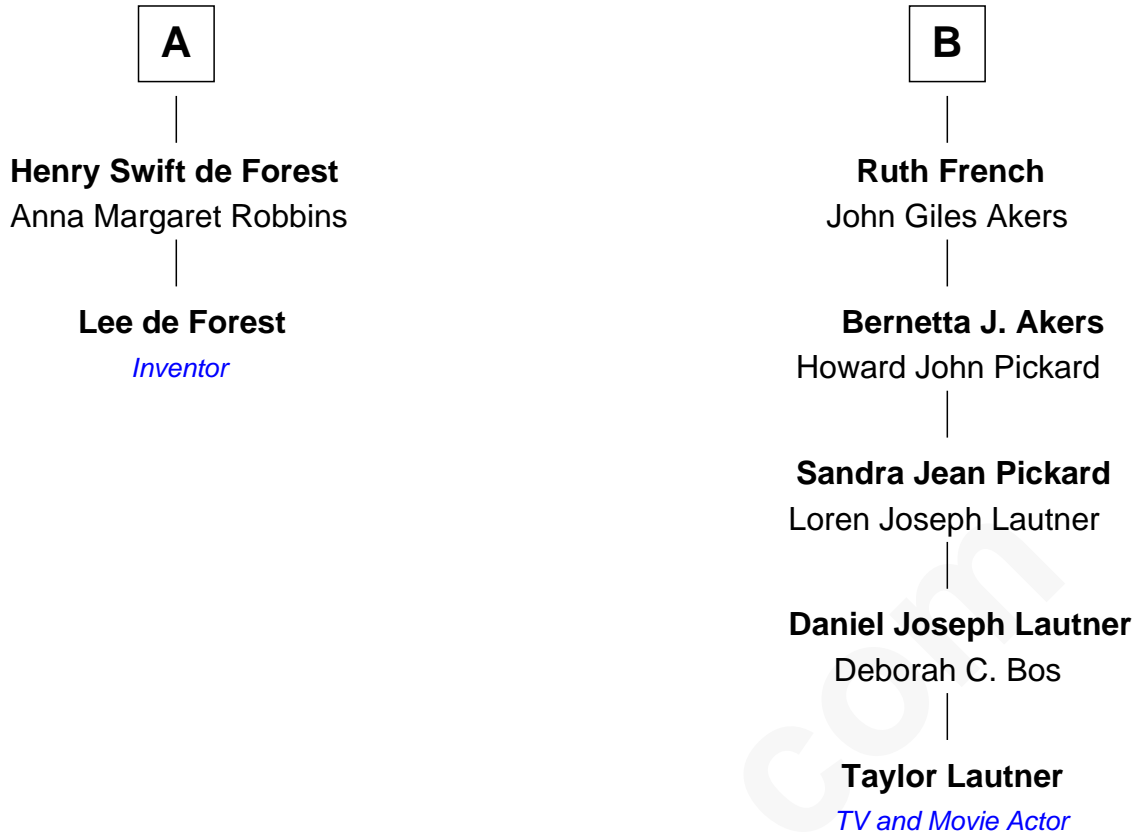 A
Henry Swift de Forest
Anna Margaret Robbins
Lee de Forest
Inventor
B
Ruth French
John Giles Akers
Bernetta J. Akers
Howard John Pickard
Sandra Jean Pickard
Loren Joseph Lautner
Daniel Joseph Lautner
Deborah C. Bos
Taylor Lautner
TV and Movie Actor
com